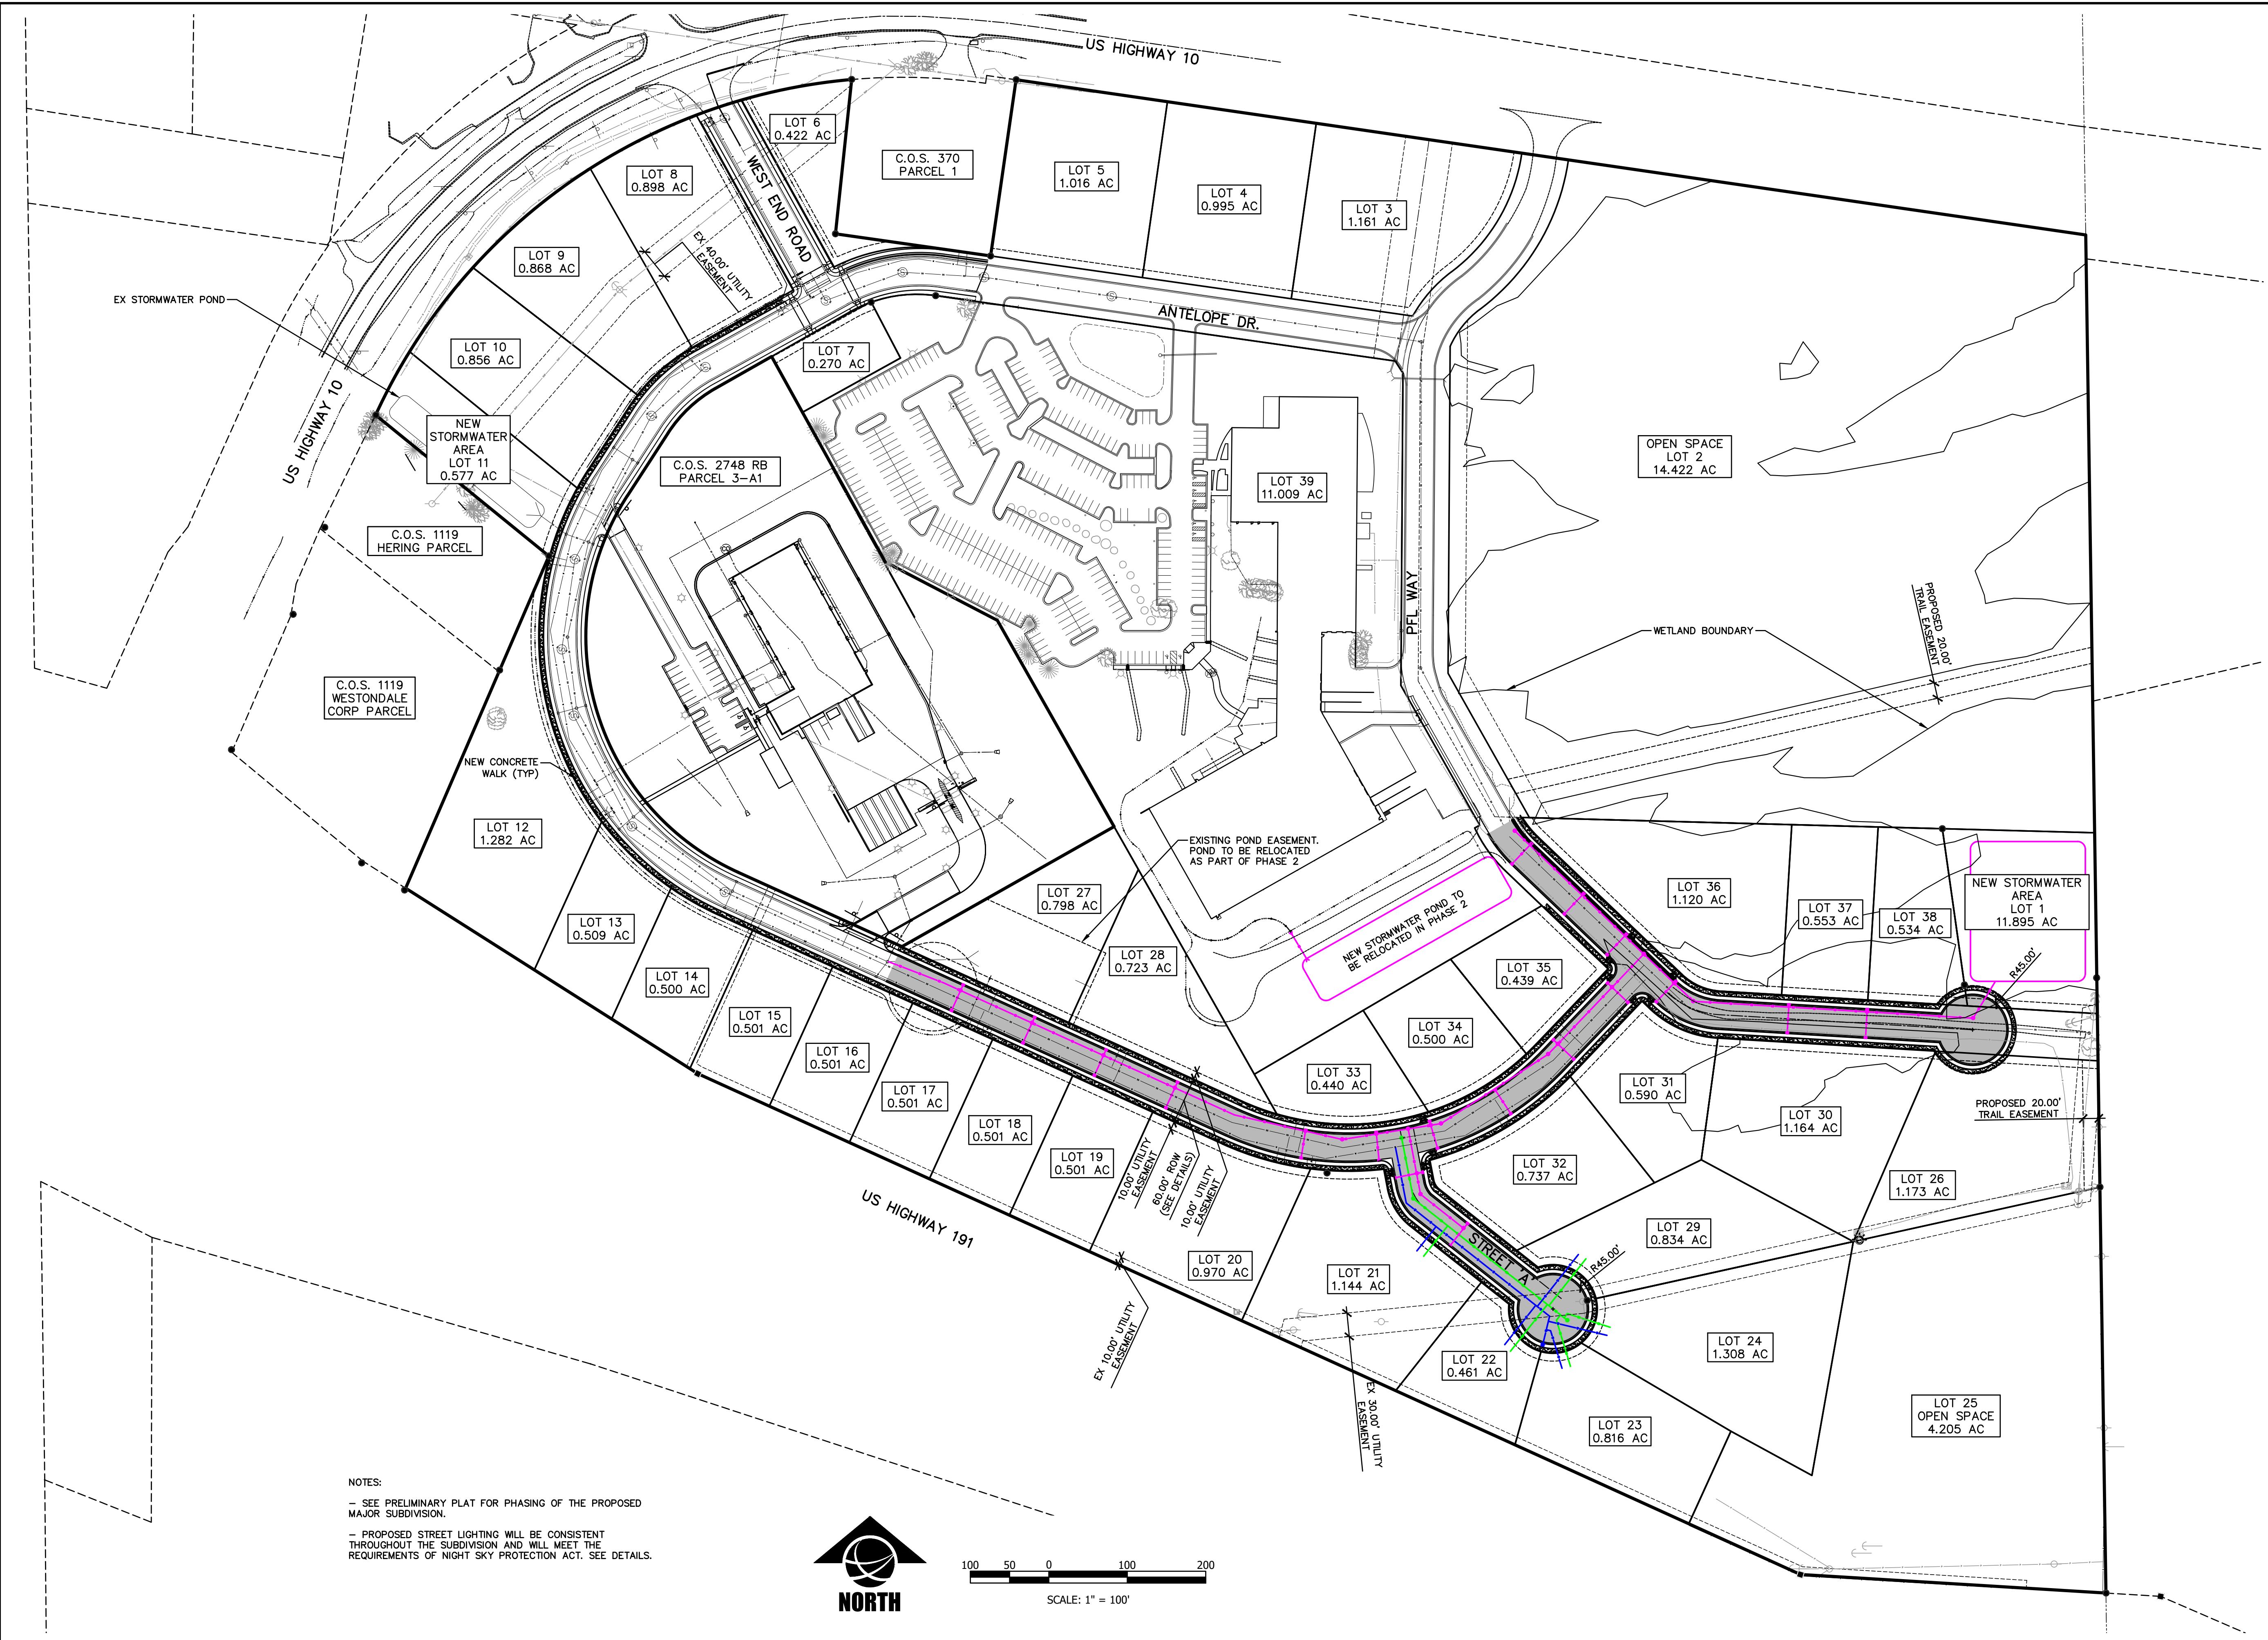 US HIGHWAY 10
LOT 6
0.422 AC
C.O.S. 370
PARCEL 1
LOT 5
1.016 AC
LOT 4
0.995 AC
LOT 3
1.161 AC
LOT 8
0.898 AC
WEST END ROAD
LOT 9
0.868 AC
EX 40.00' UTILITY
EASEMENT
EX STORMWATER POND
ANTELOPE DR.
LOT 10
0.856 AC
LOT 7
0.270 AC
US HIGHWAY 10
NEW
STORMWATER
AREA
LOT 11
0.577 AC
C.O.S. 2748 RB
PARCEL 3-A1
LOT 39
11.009 AC
OPEN SPACE
LOT 2
14.422 AC
C.O.S. 1119
HERING PARCEL
PFL WAY
WETLAND BOUNDARY
PROPOSED 20.00'
TRAIL EASEMENT
C.O.S. 1119
WESTONDALE
CORP PARCEL
NEW CONCRETE
WALK (TYP)
LOT 12
1.282 AC
EXISTING POND EASEMENT.
POND TO BE RELOCATED
AS PART OF PHASE 2
LOT 13
0.509 AC
LOT 27
0.798 AC
LOT 36
1.120 AC
LOT 37
0.553 AC
LOT 38
0.534 AC
NEW STORMWATER
AREA
LOT 1
11.895 AC
R45.00'
NEW STORMWATER POND TO
BE RELOCATED IN PHASE 2
LOT 14
0.500 AC
LOT 28
0.723 AC
LOT 35
0.439 AC
LOT 15
0.501 AC
LOT 34
0.500 AC
LOT 16
0.501 AC
LOT 33
0.440 AC
LOT 17
0.501 AC
LOT 31
0.590 AC
LOT 30
1.164 AC
PROPOSED 20.00'
TRAIL EASEMENT
LOT 18
0.501 AC
LOT 19
0.501 AC
10.00' UTILITY
EASEMENT
60.00' ROW
(SEE DETAILS)
10.00' UTILITY
EASEMENT
LOT 32
0.737 AC
LOT 26
1.173 AC
US HIGHWAY 191
LOT 29
0.834 AC
STREET A
R45.00'
LOT 20
0.970 AC
LOT 21
1.144 AC
EX 10.00' UTILITY
EASEMENT
LOT 24
1.308 AC
LOT 22
0.461 AC
EX 30.00' UTILITY
EASEMENT
LOT 23
0.816 AC
LOT 25
OPEN SPACE
4.205 AC
NOTES:
– SEE PRELIMINARY PLAT FOR PHASING OF THE PROPOSED
MAJOR SUBDIVISION.
– PROPOSED STREET LIGHTING WILL BE CONSISTENT
THROUGHOUT THE SUBDIVISION AND WILL MEET THE
REQUIREMENTS OF NIGHT SKY PROTECTION ACT. SEE DETAILS.
NORTH
100 50 0 100 200
SCALE: 1" = 100'